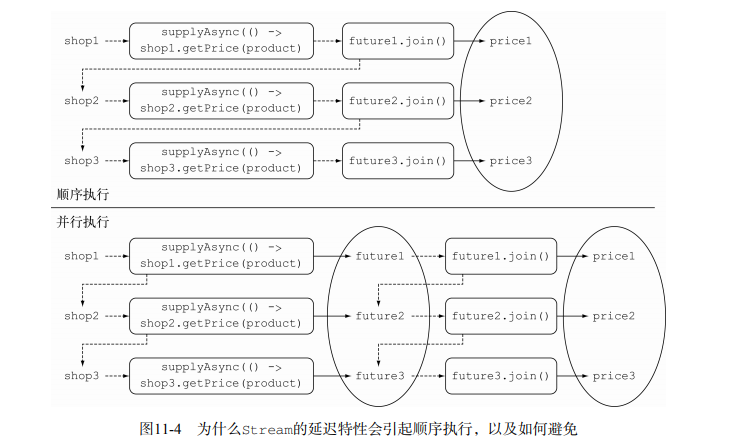 shop1
supplyAsync(() ->
shop1.getPrice(product)
future1.join()
price1
shop2
supplyAsync(() ->
shop2.getPrice(product)
future2.join()
price2
shop3
supplyAsync(() ->
shop3.getPrice(product)
future3.join()
price3
顺序执行
并行执行
shop1
supplyAsync(() ->
shop1.getPrice(product)
future1
future1.join()
price1
shop2
supplyAsync(() ->
shop2.getPrice(product)
future2
future2.join()
price2
shop3
supplyAsync(() ->
shop3.getPrice(product)
future3
future3.join()
price3
图11-4 为什么Stream的延迟特性会引起顺序执行，以及如何避免